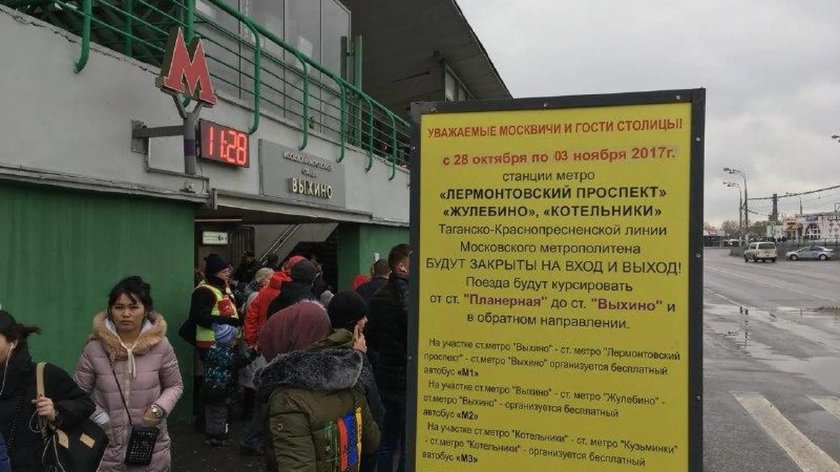 М
11:28
МОСКОВСКИЙ МЕТРОПОЛИТЕН
СТАНЦИЯ
ВЫХИНО
УВАЖАЕМЫЕ МОСКВИЧИ И ГОСТИ СТОЛИЦЫ!
с 28 октября по 03 ноября 2017г.
станции метро
«ЛЕРМОНТОВСКИЙ ПРОСПЕКТ»
«ЖУЛЕБИНО», «КОТЕЛЬНИКИ»
Таганско-Краснопресненской линии
Московского метрополитена
БУДУТ ЗАКРЫТЫ НА ВХОД И ВЫХОД!
Поезда будут курсировать
от ст. "Планерная" до ст. "Выхино" и
в обратном направлении.
На участке ст.метро "Выхино" - ст. метро "Лермонтовский
проспект" - ст.метро "Выхино" организуется бесплатный
автобус «М1»
На участке ст.метро "Выхино" - ст. метро "Жулебино" -
ст.метро "Выхино" - организуется бесплатный
автобус «М2»
На участке ст.метро "Котельники" - ст. метро "Кузьминки"
- ст.метро "Котельники" организуется бесплатный
автобус «М3»